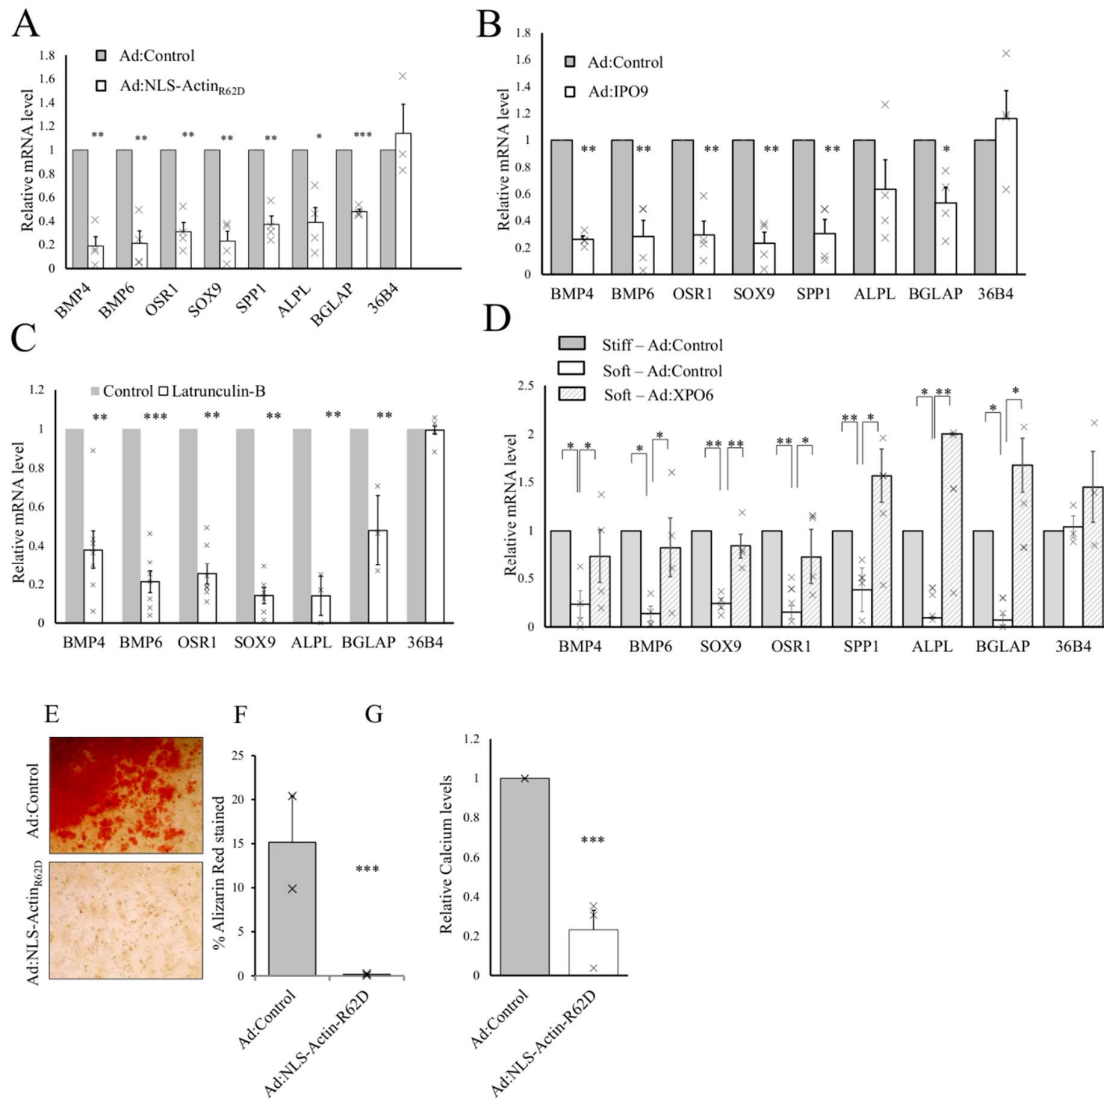 A
Ad:Control
Ad:NLS-ActinR62D
Relative mRNA level
1.8
1.6
1.4
1.2
1
0.8
0.6
0.4
0.2
0
** ** ** ** ** * ***
BMP4 BMP6 OSR1 SOX9 SPP1 ALPL BGLAP 36B4
B
Ad:Control
Ad:IPO9
Relative mRNA level
1.8
1.6
1.4
1.2
1
0.8
0.6
0.4
0.2
0
** ** ** ** ** *
BMP4 BMP6 OSR1 SOX9 SPP1 ALPL BGLAP 36B4
C
Control Latrunculin-B
Relative mRNA level
1.2
1
0.8
0.6
0.4
0.2
0
** *** ** ** ** **
BMP4 BMP6 OSR1 SOX9 ALPL BGLAP 36B4
D
Stiff – Ad:Control
Soft – Ad:Control
Soft – Ad:XPO6
Relative mRNA level
2.5
2
1.5
1
0.5
0
* * * * ** ** ** * ** * * ** * *
BMP4 BMP6 SOX9 OSR1 SPP1 ALPL BGLAP 36B4
E
Ad:Control
Ad:NLS-ActinR62D
F
% Alizarin Red stained
25
20
15
10
5
0
***
Ad:Control
Ad:NLS-Actin-R62D
G
Relative Calcium levels
1.2
1
0.8
0.6
0.4
0.2
0
***
Ad:Control
Ad:NLS-Actin-R62D